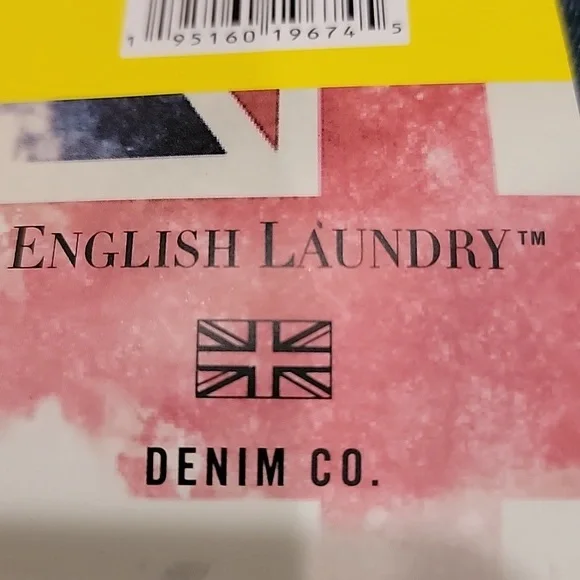 1 95160 19674 5
ENGLISH LAUNDRY™
DENIM CO.